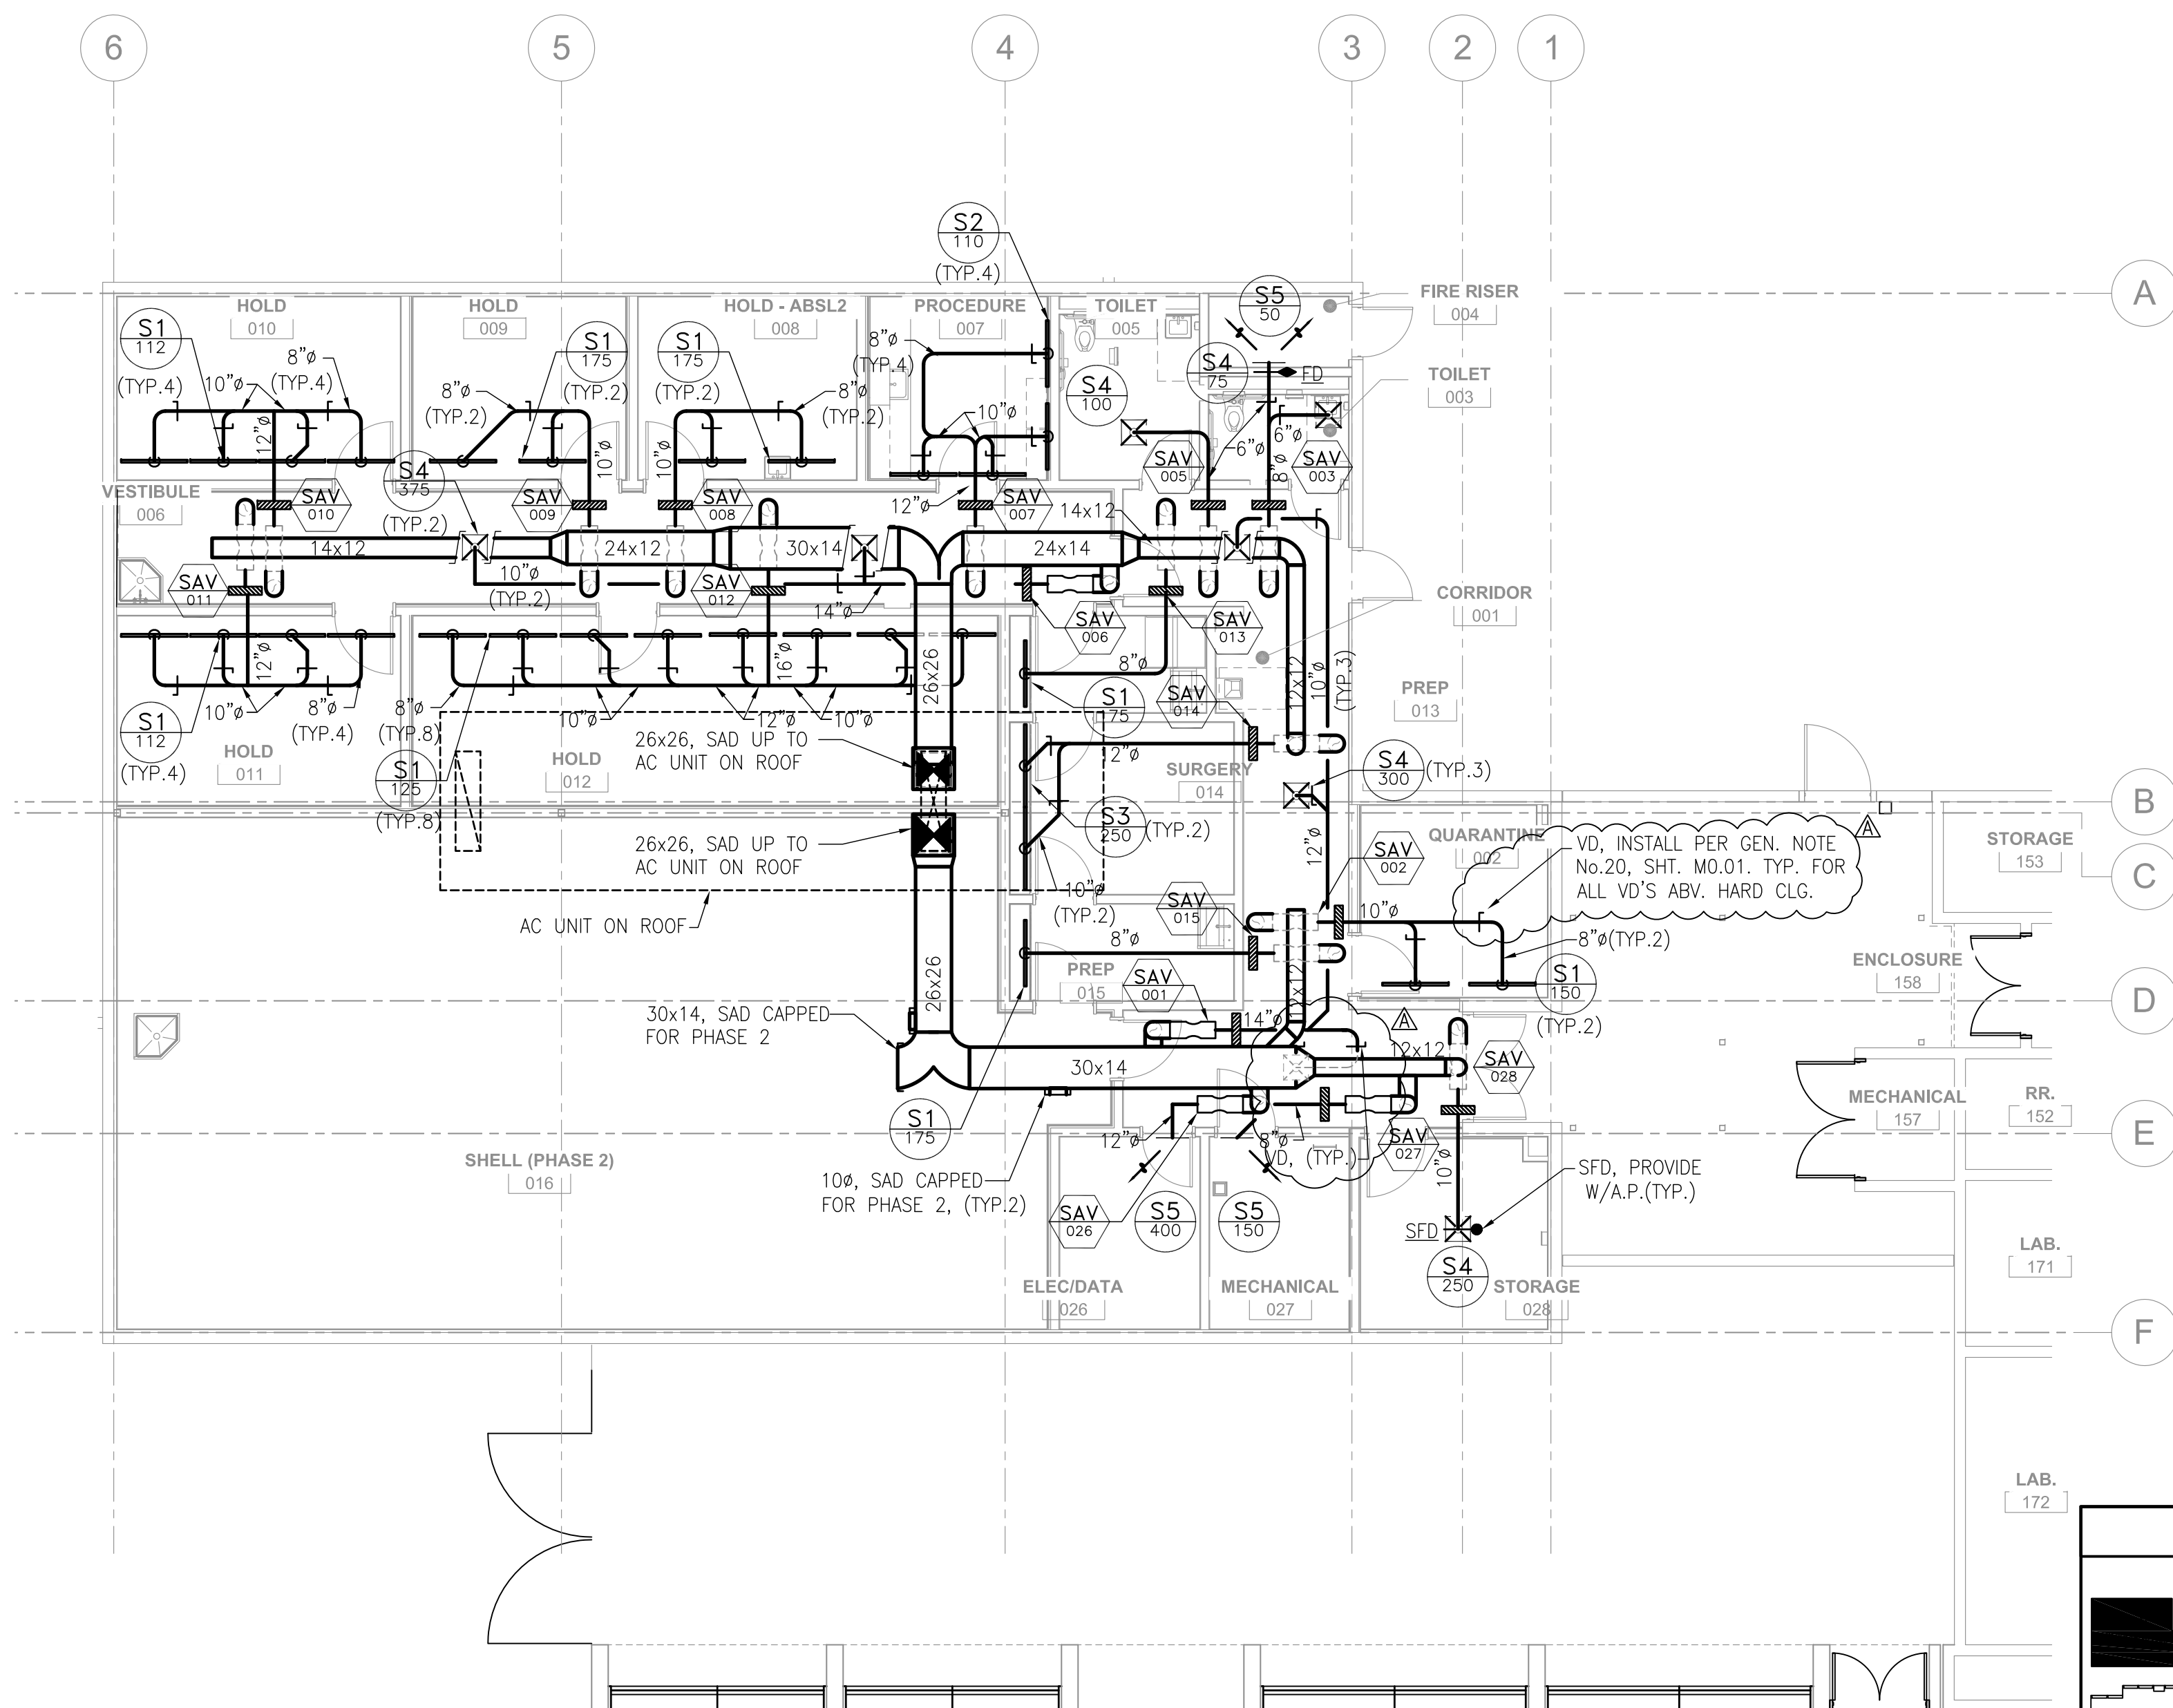 6
5
4
3
2
1
A
B
C
D
E
F
S2
110
(TYP.4)
HOLD
010
HOLD
009
HOLD - ABSL2
008
PROCEDURE
007
TOILET
005
S5
50
FIRE RISER
004
S1
112
(TYP.4)
10"ø
8"ø
(TYP.4)
12"ø
8"ø
(TYP.2)
S1
175
(TYP.2)
10"ø
S1
175
(TYP.2)
8"ø
(TYP.2)
10"ø
8"ø
(TYP.4)
10"ø
12"ø
S4
100
S4
75
FD
TOILET
003
6"ø
6"ø
8"ø
SAV
005
SAV
003
VESTIBULE
006
SAV
010
S4
375
(TYP.2)
SAV
009
SAV
008
SAV
007
14x12
14x12
24x12
30x14
24x14
10"ø
(TYP.2)
14"ø
SAV
011
SAV
012
SAV
006
SAV
013
CORRIDOR
001
12"ø
10"ø
8"ø
(TYP.4)
S1
112
(TYP.4)
HOLD
011
8"ø
(TYP.8)
S1
125
(TYP.8)
10"ø
12"ø
10"ø
16"ø
HOLD
012
26x26
26x26, SAD UP TO
AC UNIT ON ROOF
26x26, SAD UP TO
AC UNIT ON ROOF
AC UNIT ON ROOF
8"ø
S1
175
SAV
014
12x12
10"ø
(TYP.3)
PREP
013
12"ø
SURGERY
014
S4
300
(TYP.3)
S3
250
(TYP.2)
12"ø
10"ø
(TYP.2)
SAV
002
QUARANTINE
002
VD, INSTALL PER GEN. NOTE
No.20, SHT. M0.01. TYP. FOR
ALL VD'S ABV. HARD CLG.
A
STORAGE
153
SAV
015
10"ø
8"ø(TYP.2)
8"ø
S1
150
(TYP.2)
ENCLOSURE
158
PREP
015
SAV
001
12x12
26x26
30x14, SAD CAPPED
FOR PHASE 2
14"ø
A
12x12
30x14
SAV
028
MECHANICAL
157
RR.
152
S1
175
12"ø
8"ø
VD, (TYP.)
SAV
027
SHELL (PHASE 2)
016
10ø, SAD CAPPED
FOR PHASE 2, (TYP.2)
SAV
026
S5
400
S5
150
10"ø
SFD, PROVIDE
W/A.P.(TYP.)
SFD
S4
250
ELEC/DATA
026
MECHANICAL
027
STORAGE
028
LAB.
171
LAB.
172